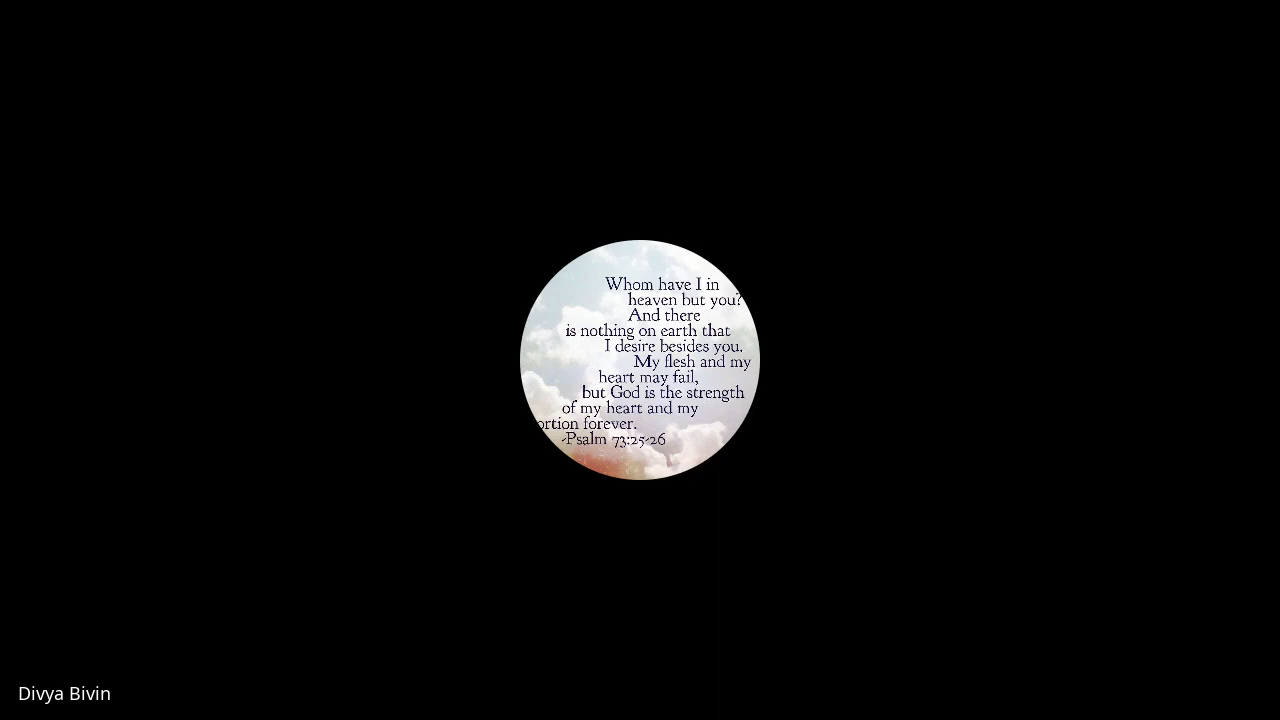 Whom have I in
heaven but you?
And there
is nothing on earth that
I desire besides you.
My flesh and my
heart may fail,
but God is the strength
of my heart and my
ortion forever.
-Psalm 73:25-26
Divya Bivin